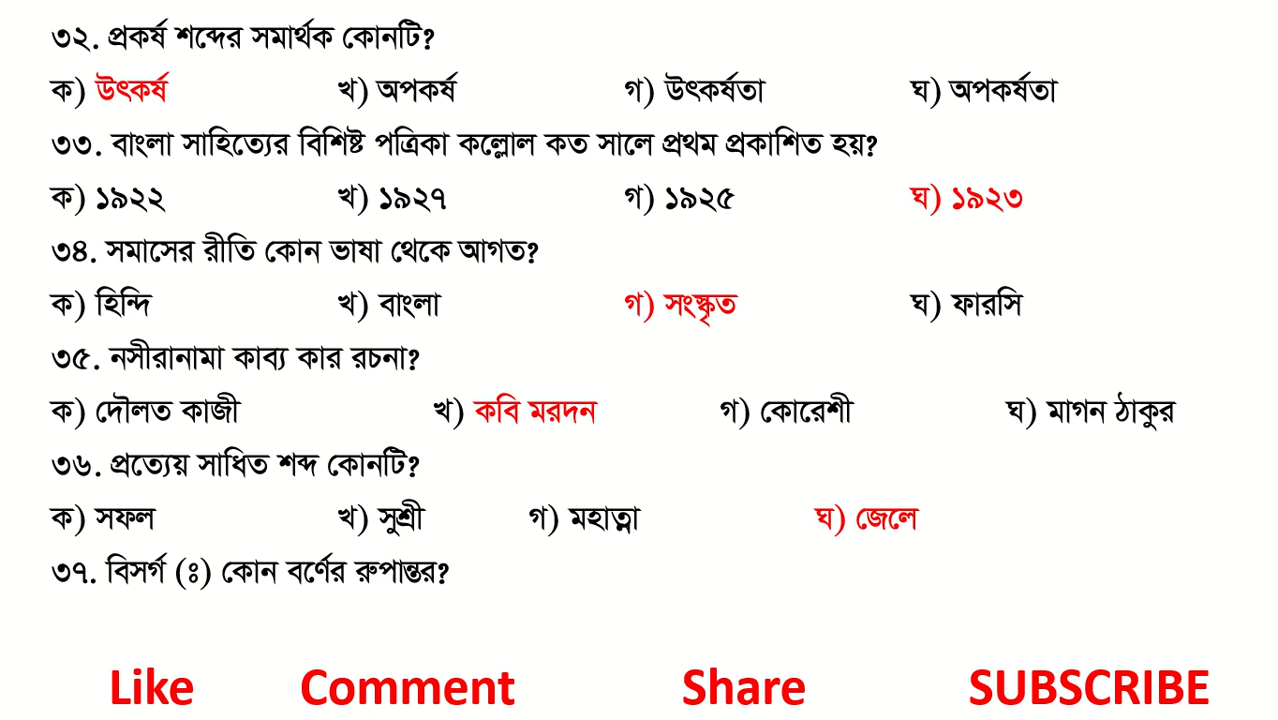 ৩২. প্রকর্ষ শব্দের সমার্থক কোনটি?
ক) উৎকর্ষ খ) অপকর্ষ গ) উৎকর্ষতা ঘ) অপকর্ষতা
৩৩. বাংলা সাহিত্যের বিশিষ্ট পত্রিকা কল্লোল কত সালে প্রথম প্রকাশিত হয়?
ক) ১৯২২ খ) ১৯২৭ গ) ১৯২৫ ঘ) ১৯২৩
৩৪. সমাসের রীতি কোন ভাষা থেকে আগত?
ক) হিন্দি খ) বাংলা গ) সংস্কৃত ঘ) ফারসি
৩৫. নসীরানামা কাব্য কার রচনা?
ক) দৌলত কাজী খ) কবি মরদন গ) কোরেশী ঘ) মাগন ঠাকুর
৩৬. প্রত্যেয় সাধিত শব্দ কোনটি?
ক) সফল খ) সুশ্রী গ) মহাত্না ঘ) জেলে
৩৭. বিসর্গ (ঃ) কোন বর্ণের রুপান্তর?
Like Comment Share SUBSCRIBE